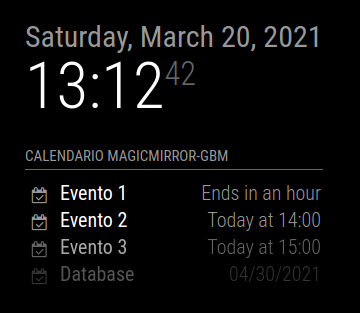 Saturday, March 20, 2021
13:12 42
CALENDARIO MAGICMIRROR-GBM
Evento 1 Ends in an hour
Evento 2 Today at 14:00
Evento 3 Today at 15:00
Database 04/30/2021